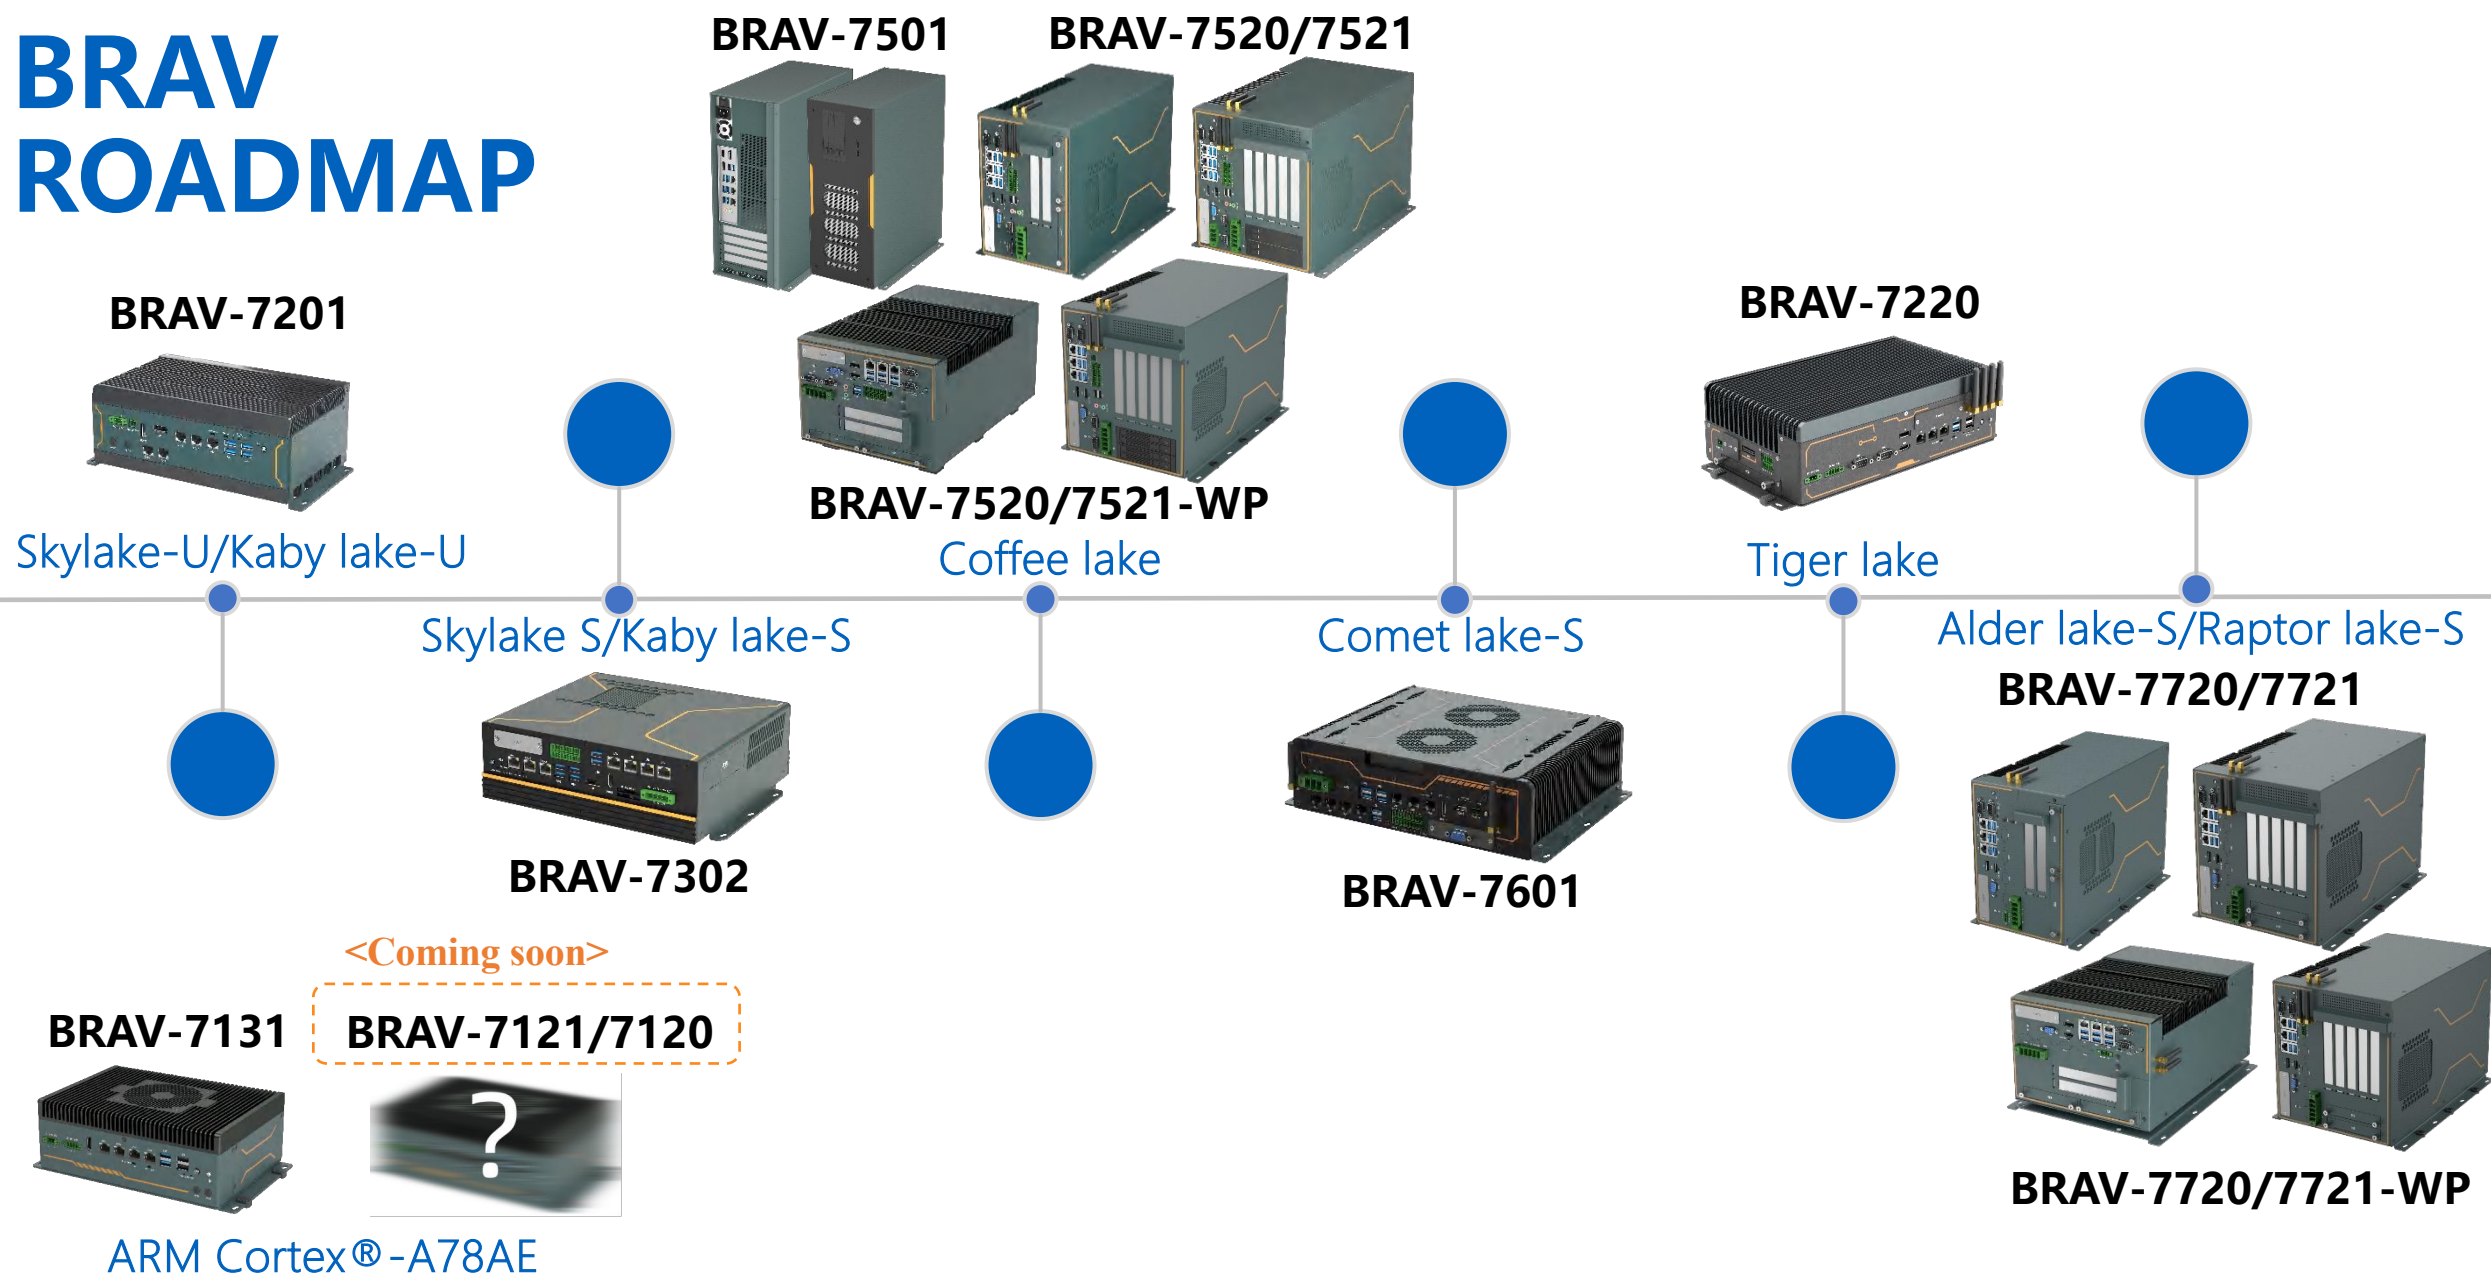 BRAV
ROADMAP
BRAV-7501
BRAV-7520/7521
BRAV-7201
BRAV-7220
BRAV-7520/7521-WP
Skylake-U/Kaby lake-U
Coffee lake
Tiger lake
Skylake S/Kaby lake-S
Comet lake-S
Alder lake-S/Raptor lake-S
BRAV-7720/7721
BRAV-7302
BRAV-7601
<Coming soon>
BRAV-7131
BRAV-7121/7120
?
BRAV-7720/7721-WP
ARM Cortex®-A78AE